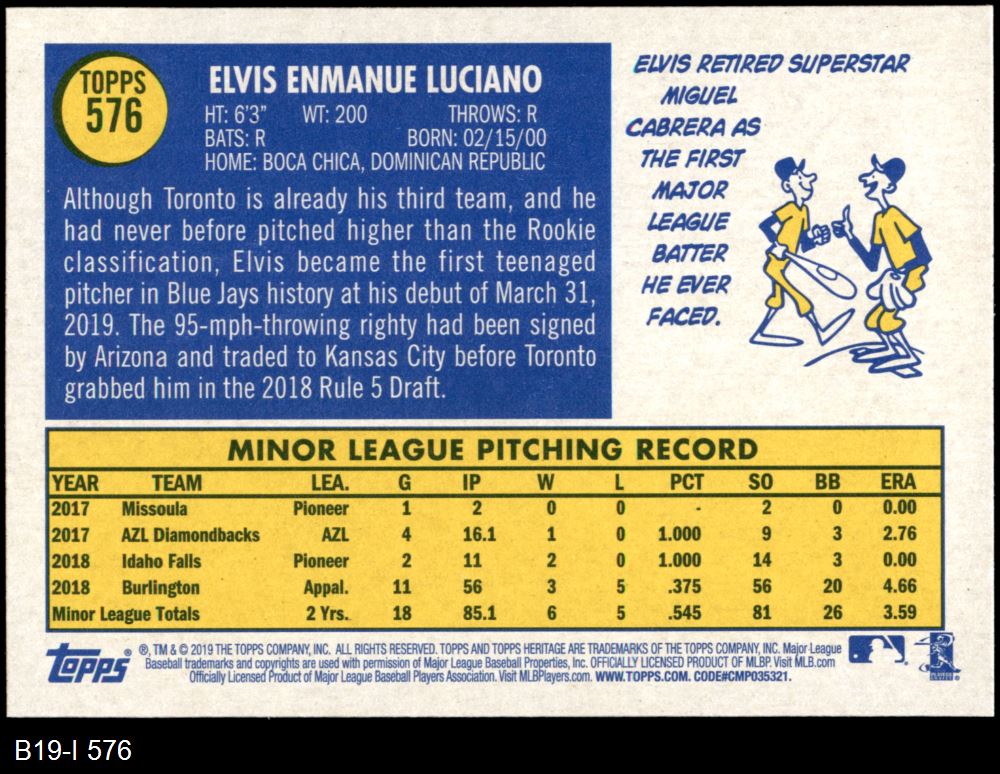 TOPPS
576
ELVIS ENMANUE LUCIANO
HT: 6'3" WT: 200 THROWS: R
BATS: R BORN: 02/15/00
HOME: BOCA CHICA, DOMINICAN REPUBLIC
Although Toronto is already his third team, and he
had never before pitched higher than the Rookie
classification, Elvis became the first teenaged
pitcher in Blue Jays history at his debut of March 31,
2019. The 95-mph-throwing righty had been signed
by Arizona and traded to Kansas City before Toronto
grabbed him in the 2018 Rule 5 Draft.
ELVIS RETIRED SUPERSTAR
MIGUEL
CABRERA AS
THE FIRST
MAJOR
LEAGUE
BATTER
HE EVER
FACED.
MINOR LEAGUE PITCHING RECORD
YEAR TEAM LEA. G IP W L PCT SO BB ERA
2017 Missoula Pioneer 1 2 0 0 - 2 0 0.00
2017 AZL Diamondbacks AZL 4 16.1 1 0 1.000 9 3 2.76
2018 Idaho Falls Pioneer 2 11 2 0 1.000 14 3 0.00
2018 Burlington Appal. 11 56 3 5 .375 56 20 4.66
Minor League Totals 2 Yrs. 18 85.1 6 5 .545 81 26 3.59
Topps ®
®, TM & © 2019 THE TOPPS COMPANY, INC. ALL RIGHTS RESERVED. TOPPS AND TOPPS HERITAGE ARE TRADEMARKS OF THE TOPPS COMPANY, INC. Major League
Baseball trademarks and copyrights are used with permission of Major League Baseball Properties, Inc. OFFICIALLY LICENSED PRODUCT OF MLBP. Visit MLB.com
Officially Licensed Product of Major League Baseball Players Association. Visit MLBPlayers.com. WWW.TOPPS.COM. CODE#CMP035321.
B19-I 576